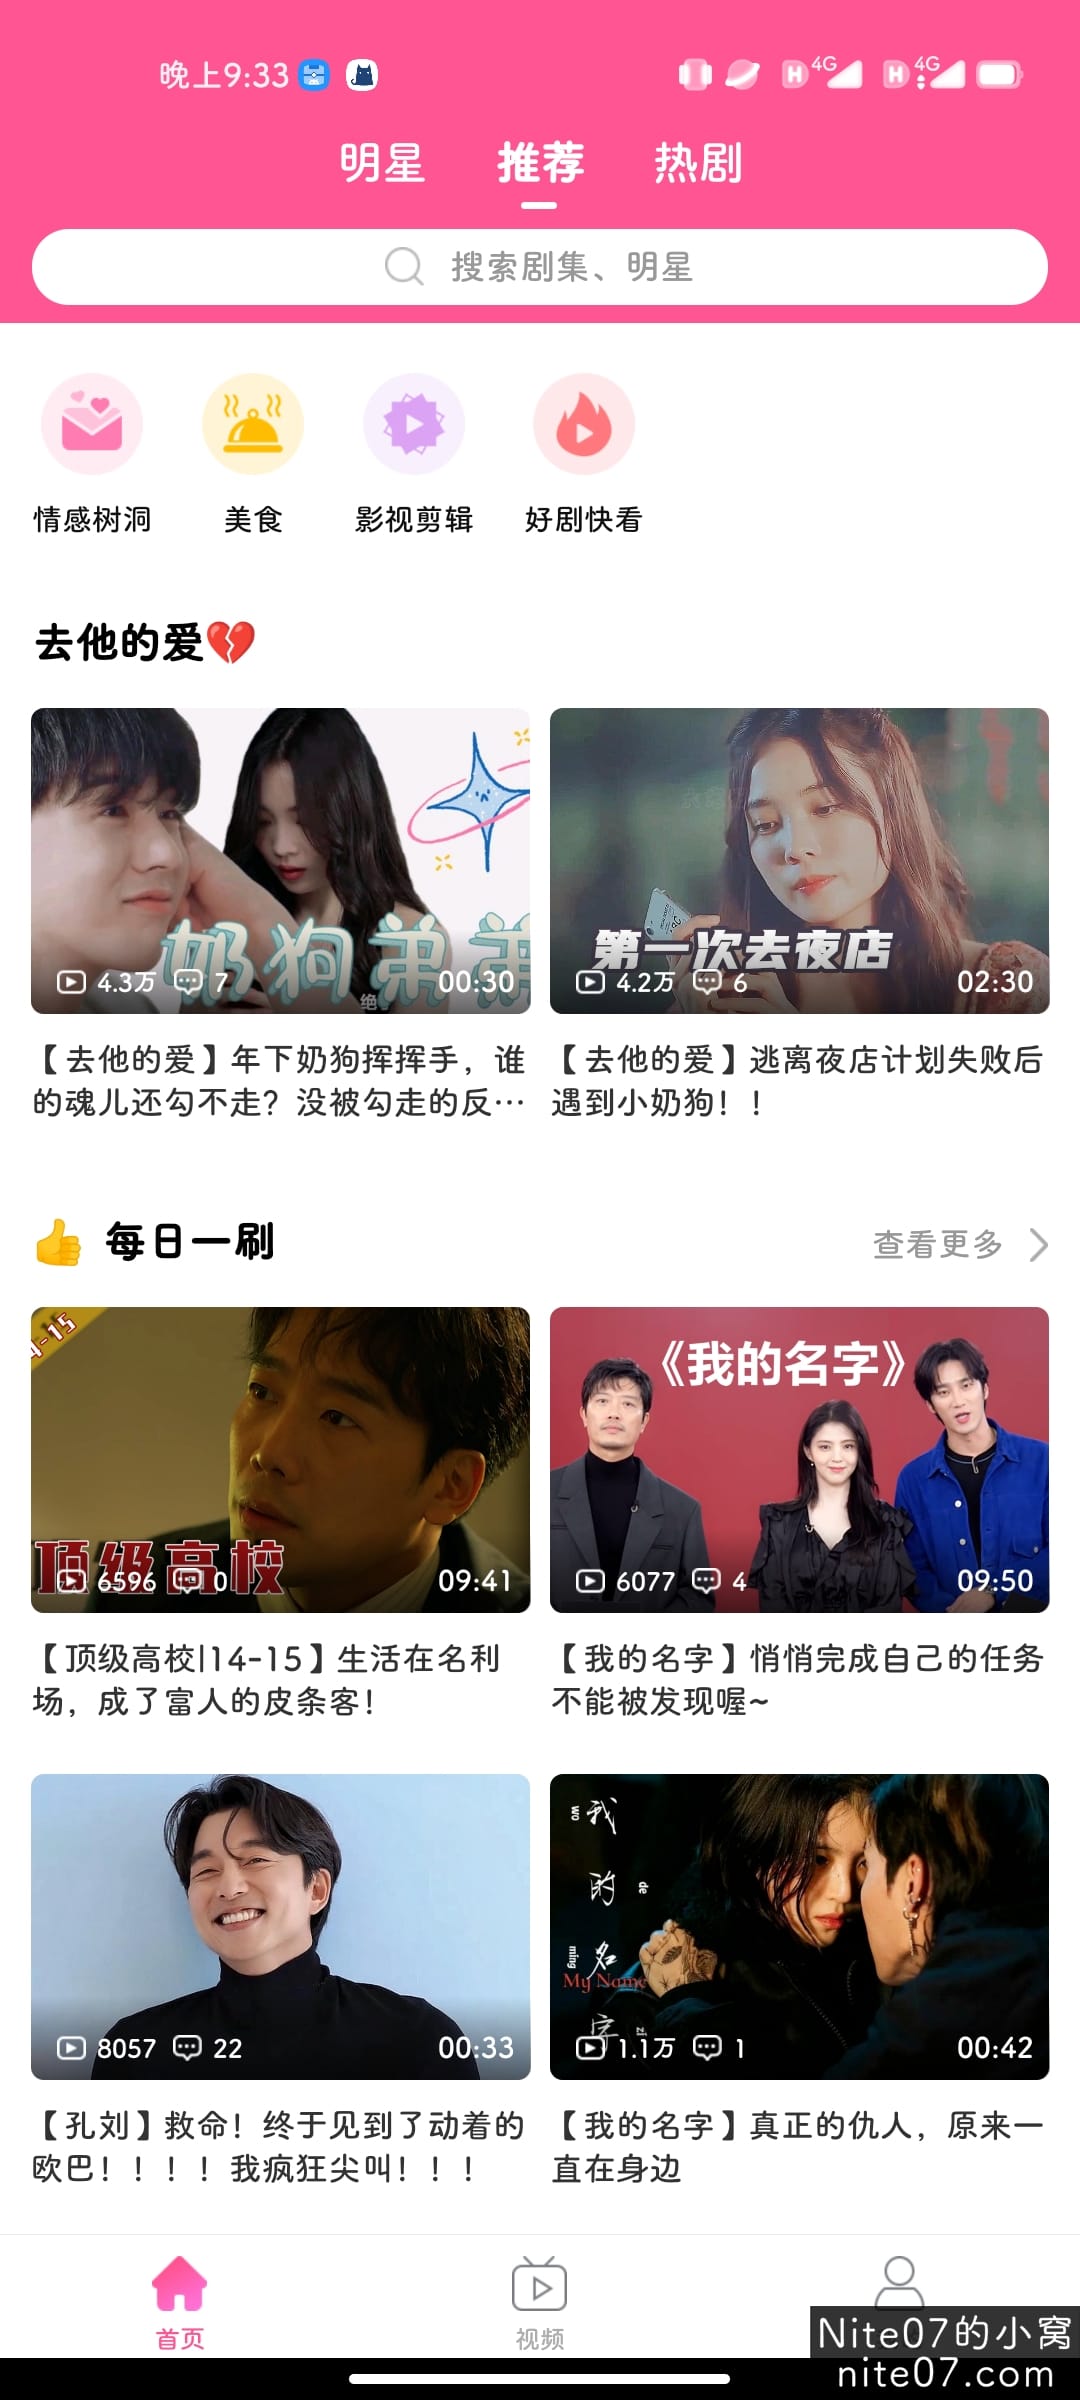 晚上9:33
4G
4G
明星
推荐
热剧
搜索剧集、明星
情感树洞
美食
影视剪辑
好剧快看
去他的爱💔
奶狗弟弟
绝
4.3万
7
00:30
第一次去夜店
4.2万
6
02:30
【去他的爱】年下奶狗挥挥手，谁
的魂儿还勾不走？没被勾走的反…
【去他的爱】逃离夜店计划失败后
遇到小奶狗！！
👍 每日一刷
查看更多
4-15
顶级高校
6596
0
09:41
《我的名字》
6077
4
09:50
【顶级高校|14-15】生活在名利
场，成了富人的皮条客！
【我的名字】悄悄完成自己的任务
不能被发现喔~
8057
22
00:33
我的名字
wo
de
ming
zi
My Name
1.1万
1
00:42
【孔刘】救命！终于见到了动着的
欧巴！！！！我疯狂尖叫！！！
【我的名字】真正的仇人，原来一
直在身边
首页
视频
Nite07的小窝
nite07.com